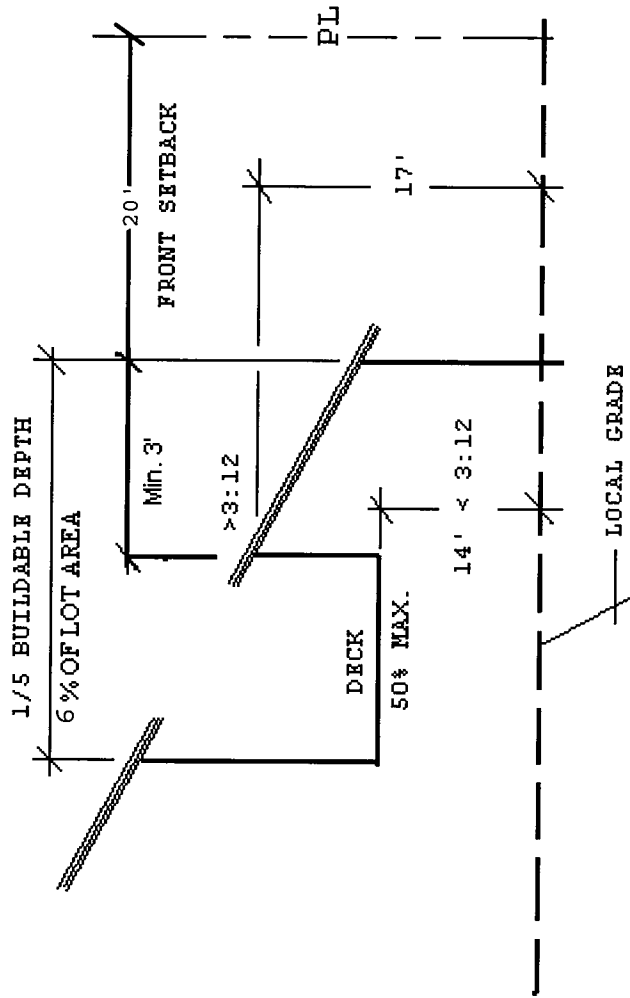 1/5 BUILDABLE DEPTH
6 % OF LOT AREA
20'
Min. 3'
FRONT SETBACK
>3:12
PL
17'
DECK
50% MAX.
14' < 3:12
LOCAL GRADE